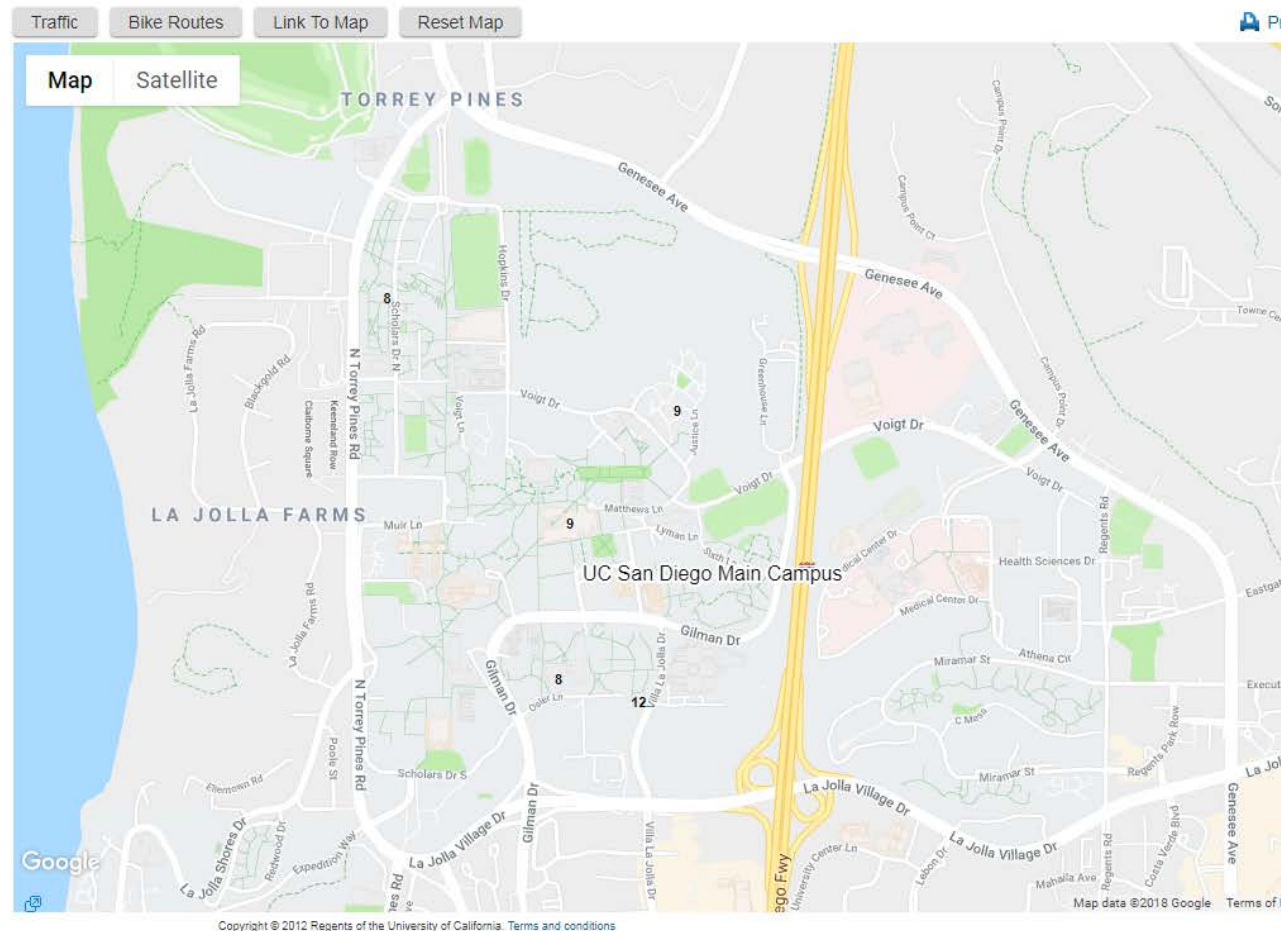 Traffic
Bike Routes
Link To Map
Reset Map
Map
Satellite
TORREY PINES
Genesee Ave
Campus Point Dr
Campus Point Ct
Genesee Ave
Hopkins Dr
8
Scholars Dr N
La Jolla Farms Rd
Blackgold Rd
N Torrey Pines Rd
Keeneland Row
Claiborne Square
Voigt Ln
Voigt Dr
9
Justice Ln
Greenhouse Ln
Voigt Dr
Campus Point Dr
Genesee Ave
Voigt Dr
Voigt Dr
Regents Rd
LA JOLLA FARMS
Muir Ln
9
Matthews Ln
Lyman Ln
UC San Diego Main Campus
Medical Center Dr
Health Sciences Dr
Medical Center Dr
La Jolla Farms Rd
Gilman Dr
Villa La Jolla Dr
Athena Cir
Miramar St
N Torrey Pines Rd
Gilman Dr
8
Osler Ln
12
C Mesa
Regents Park Row
Poole St
Scholars Dr S
Ellentown Rd
Miramar St
La Jolla Village Dr
La Jolla Shores Dr
Redwood Dr
Expedition Way
La Jolla Village Dr
Gilman Dr
Villa La Jolla Dr
University Center Ln
Lebon Dr
La Jolla Village Dr
Regents Rd
Costa Verde Blvd
Genesee Ave
Mahaila Ave
Google
Map data ©2018 Google
Terms of
Copyright © 2012 Regents of the University of California. Terms and conditions